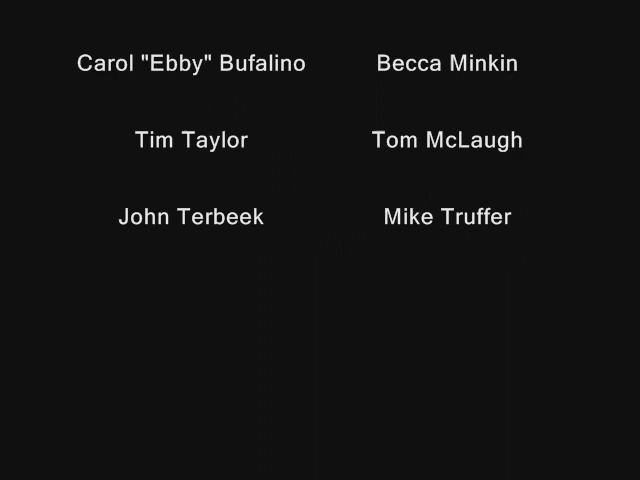 Carol "Ebby" Bufalino Becca Minkin
Tim Taylor Tom McLaugh
John Terbeek Mike Truffer